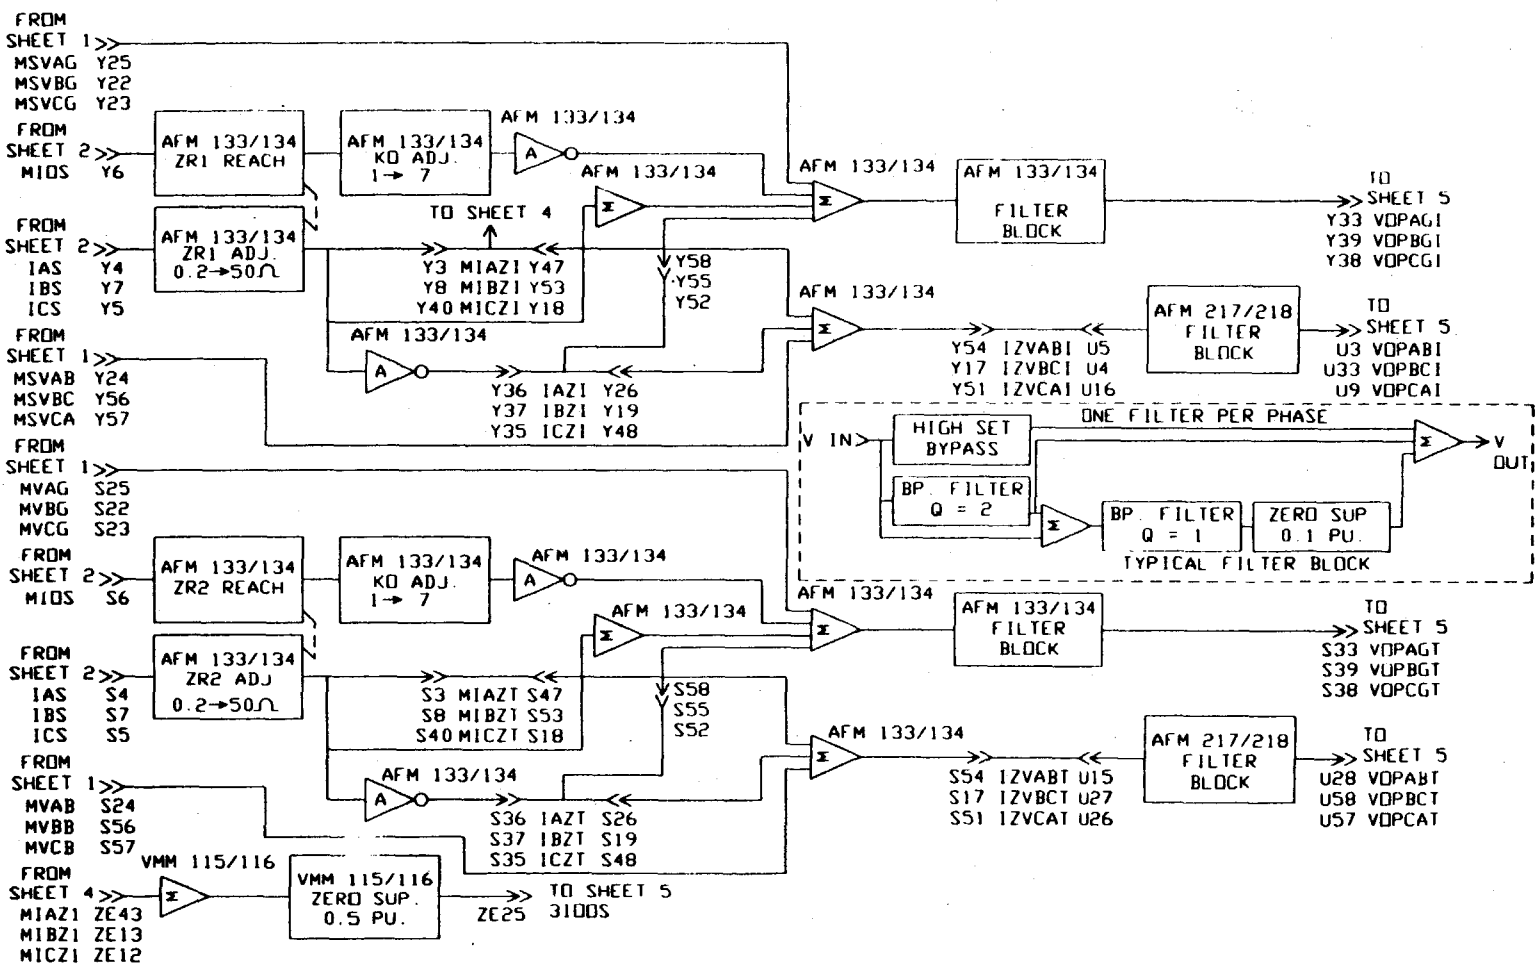 FROM
SHEET 1
MSVAG Y25
MSVBG Y22
MSVCG Y23
FROM
SHEET 2
MIOS Y6
AFM 133/134
ZR1 REACH
AFM 133/134
KO ADJ.
1→ 7
AFM 133/134
A
AFM 133/134
Σ
AFM 133/134
Σ
AFM 133/134
FILTER
BLOCK
TO
SHEET 5
Y33 VOPAGI
Y39 VOPBGI
Y38 VOPCGI
FROM
SHEET 2
IAS Y4
IBS Y7
ICS Y5
AFM 133/134
ZR1 ADJ.
0.2→50Ω
TO SHEET 4
Y3 MIAZI Y47
Y8 MIBZI Y53
Y40 MICZI Y18
Y58
Y55
Y52
AFM 133/134
Σ
Y54 IZVABI U5
Y17 IZVBCI U4
Y51 IZVCAI U16
AFM 217/218
FILTER
BLOCK
TO
SHEET 5
U3 VOPABI
U33 VOPBCI
U9 VOPCAI
FROM
SHEET 1
MSVAB Y24
MSVBC Y56
MSVCA Y57
AFM 133/134
A
Y36 IAZI Y26
Y37 IBZI Y19
Y35 ICZI Y48
ONE FILTER PER PHASE
V IN
HIGH SET
BYPASS
BP. FILTER
Q = 2
Σ
BP. FILTER
Q = 1
ZERO SUP
0.1 PU.
Σ
V
OUT
TYPICAL FILTER BLOCK
FROM
SHEET 1
MVAG S25
MVBG S22
MVCG S23
FROM
SHEET 2
MIOS S6
AFM 133/134
ZR2 REACH
AFM 133/134
KO ADJ.
1→ 7
AFM 133/134
A
AFM 133/134
Σ
AFM 133/134
Σ
AFM 133/134
FILTER
BLOCK
TO
SHEET 5
S33 VOPAGT
S39 VOPBGT
S38 VOPCGT
FROM
SHEET 2
IAS S4
IBS S7
ICS S5
AFM 133/134
ZR2 ADJ
0.2→50Ω
S3 MIAZT S47
S8 MIBZT S53
S40 MICZT S18
S58
S55
S52
AFM 133/134
Σ
S54 IZVABT U15
S17 IZVBCT U27
S51 IZVCAT U26
AFM 217/218
FILTER
BLOCK
TO
SHEET 5
U28 VOPABT
U58 VOPBCT
U57 VOPCAT
FROM
SHEET 1
MVAB S24
MVBB S56
MVCB S57
AFM 133/134
A
S36 IAZT S26
S37 IBZT S19
S35 ICZT S48
FROM
SHEET 4
MIAZ1 ZE43
MIBZ1 ZE13
MICZ1 ZE12
VMM 115/116
Σ
VMM 115/116
ZERO SUP.
0.5 PU.
ZE25
TO SHEET 5
3IOOS